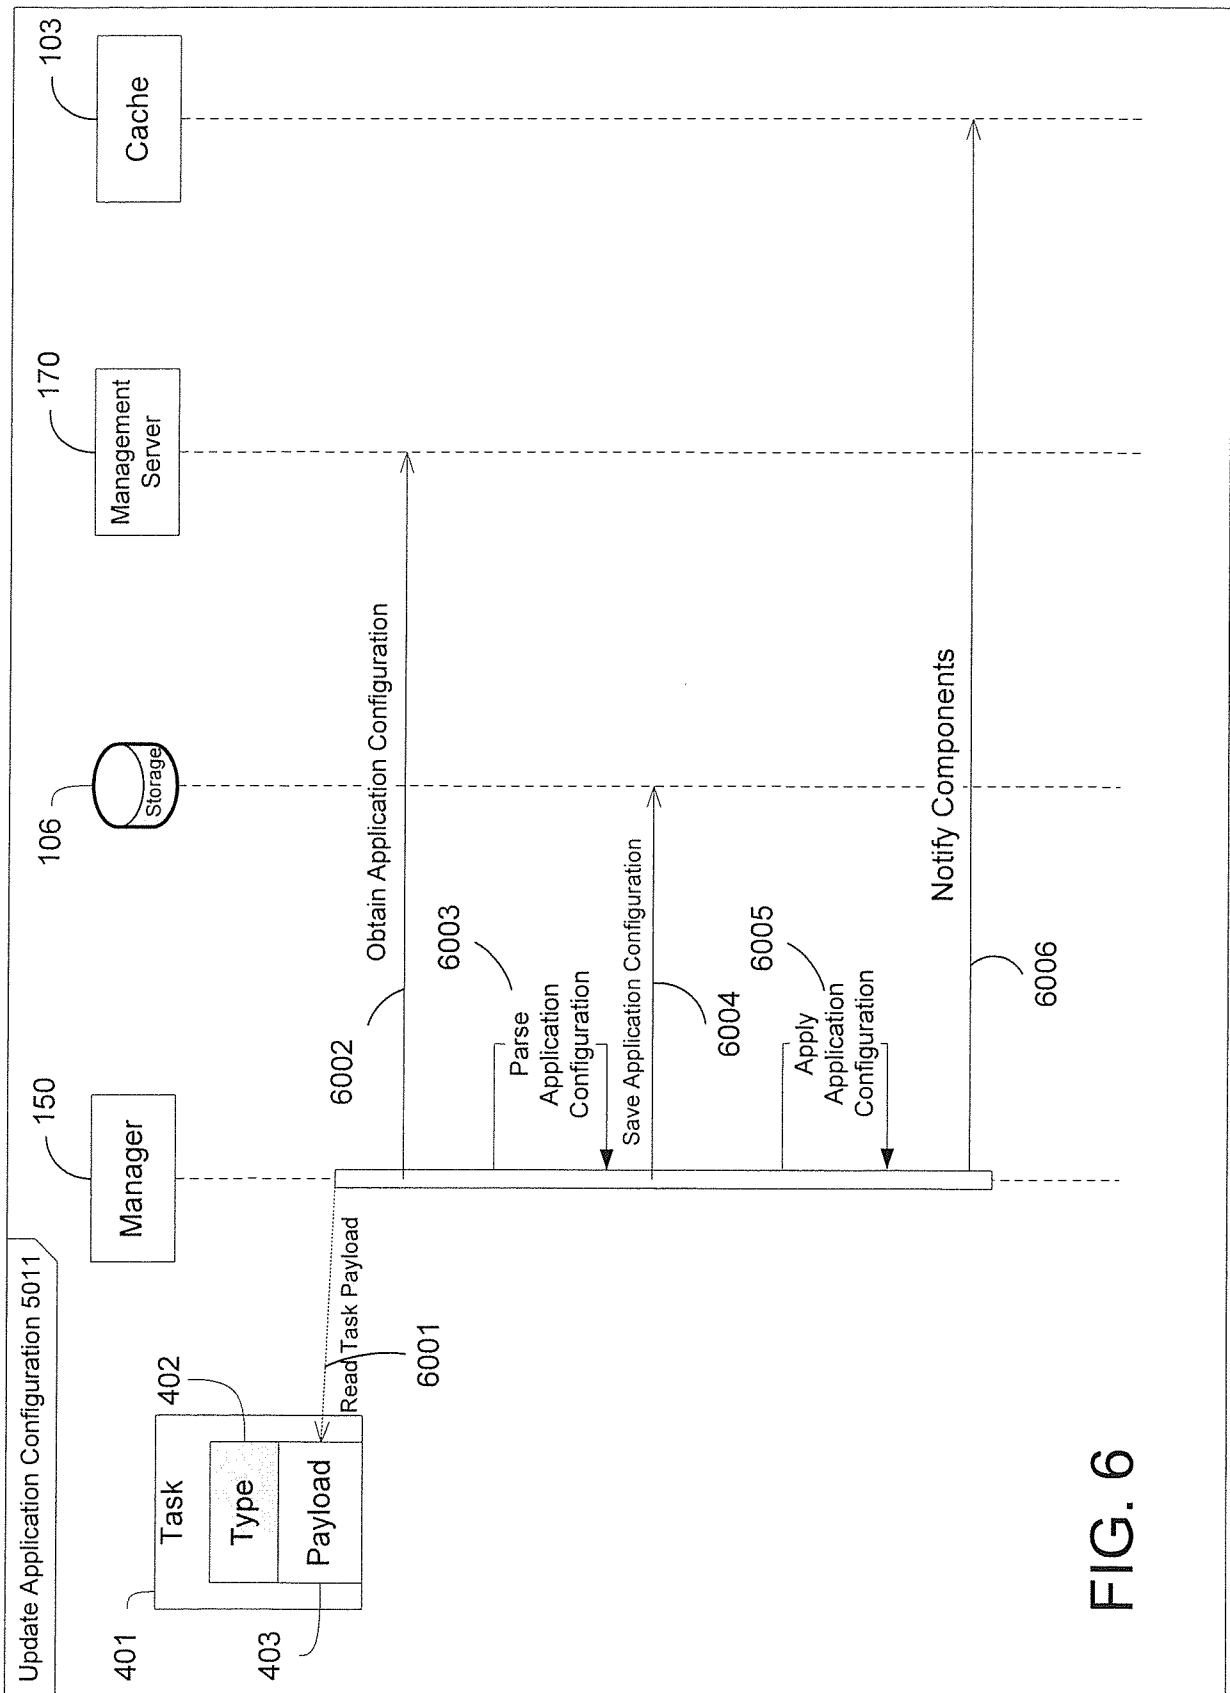 Update Application Configuration 5011
401
Task
402
Type
Payload
403
150
Manager
106
Storage
170
Management
Server
103
Cache
Read Task Payload
6001
Obtain Application Configuration
6002
Parse
Application
Configuration
6003
Save Application Configuration
6004
Apply
Application
Configuration
6005
Notify Components
6006
FIG. 6